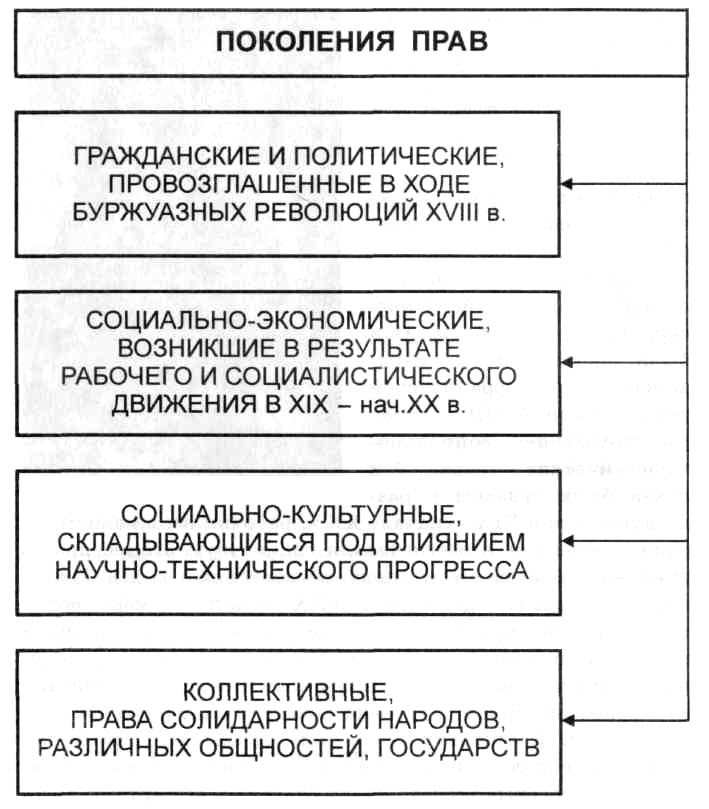 ПОКОЛЕНИЯ ПРАВ
ГРАЖДАНСКИЕ И ПОЛИТИЧЕСКИЕ,
ПРОВОЗГЛАШЕННЫЕ В ХОДЕ
БУРЖУАЗНЫХ РЕВОЛЮЦИЙ XVIII в.
СОЦИАЛЬНО-ЭКОНОМИЧЕСКИЕ,
ВОЗНИКШИЕ В РЕЗУЛЬТАТЕ
РАБОЧЕГО И СОЦИАЛИСТИЧЕСКОГО
ДВИЖЕНИЯ В XIX – нач.XX в.
СОЦИАЛЬНО-КУЛЬТУРНЫЕ,
СКЛАДЫВАЮЩИЕСЯ ПОД ВЛИЯНИЕМ
НАУЧНО-ТЕХНИЧЕСКОГО ПРОГРЕССА
КОЛЛЕКТИВНЫЕ,
ПРАВА СОЛИДАРНОСТИ НАРОДОВ,
РАЗЛИЧНЫХ ОБЩНОСТЕЙ, ГОСУДАРСТВ